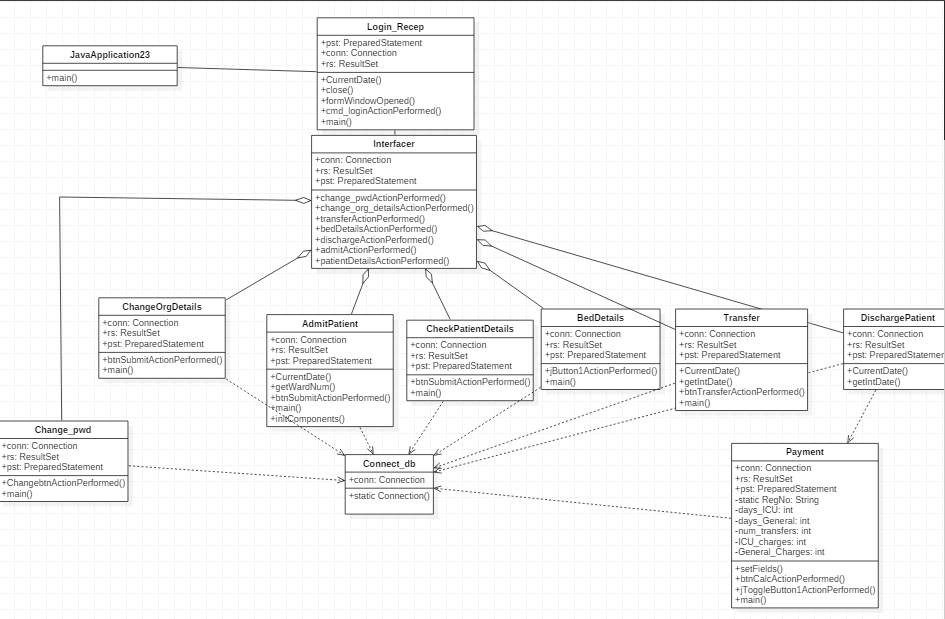 Login_Recep
+pst: PreparedStatement
+conn: Connection
+rs: ResultSet
+CurrentDate()
+close()
+formWindowOpened()
+cmd_loginActionPerformed()
+main()
JavaApplication23
+main()
Interfacer
+conn: Connection
+rs: ResultSet
+pst: PreparedStatement
+change_pwdActionPerformed()
+change_org_detailsActionPerformed()
+transferActionPerformed()
+bedDetailsActionPerformed()
+dischargeActionPerformed()
+admitActionPerformed()
+patientDetailsActionPerformed()
ChangeOrgDetails
+conn: Connection
+rs: ResultSet
+pst: PreparedStatement
+btnSubmitActionPerformed()
+main()
AdmitPatient
+conn: Connection
+rs: ResultSet
+pst: PreparedStatement
+CurrentDate()
+getWardNum()
+btnSubmitActionPerformed()
+main()
+initComponents()
CheckPatientDetails
+conn: Connection
+rs: ResultSet
+pst: PreparedStatement
+btnSubmitActionPerformed()
+main()
BedDetails
+conn: Connection
+rs: ResultSet
+pst: PreparedStatement
+jButton1ActionPerformed()
+main()
Transfer
+conn: Connection
+rs: ResultSet
+pst: PreparedStatement
+CurrentDate()
+getIntDate()
+btnTransferActionPerformed()
+main()
DischargePatient
+conn: Connection
+rs: ResultSet
+pst: PreparedStatemer
+CurrentDate()
+getIntDate()
Change_pwd
+conn: Connection
+rs: ResultSet
+pst: PreparedStatement
+ChangebtnActionPerformed()
+main()
Connect_db
+conn: Connection
+static Connection()
Payment
+conn: Connection
+rs: ResultSet
+pst: PreparedStatement
-static RegNo: String
-days_ICU: int
-days_General: int
-num_transfers: int
-ICU_charges: int
-General_Charges: int
+setFields()
+btnCalcActionPerformed()
+jToggleButton1ActionPerformed()
+main()